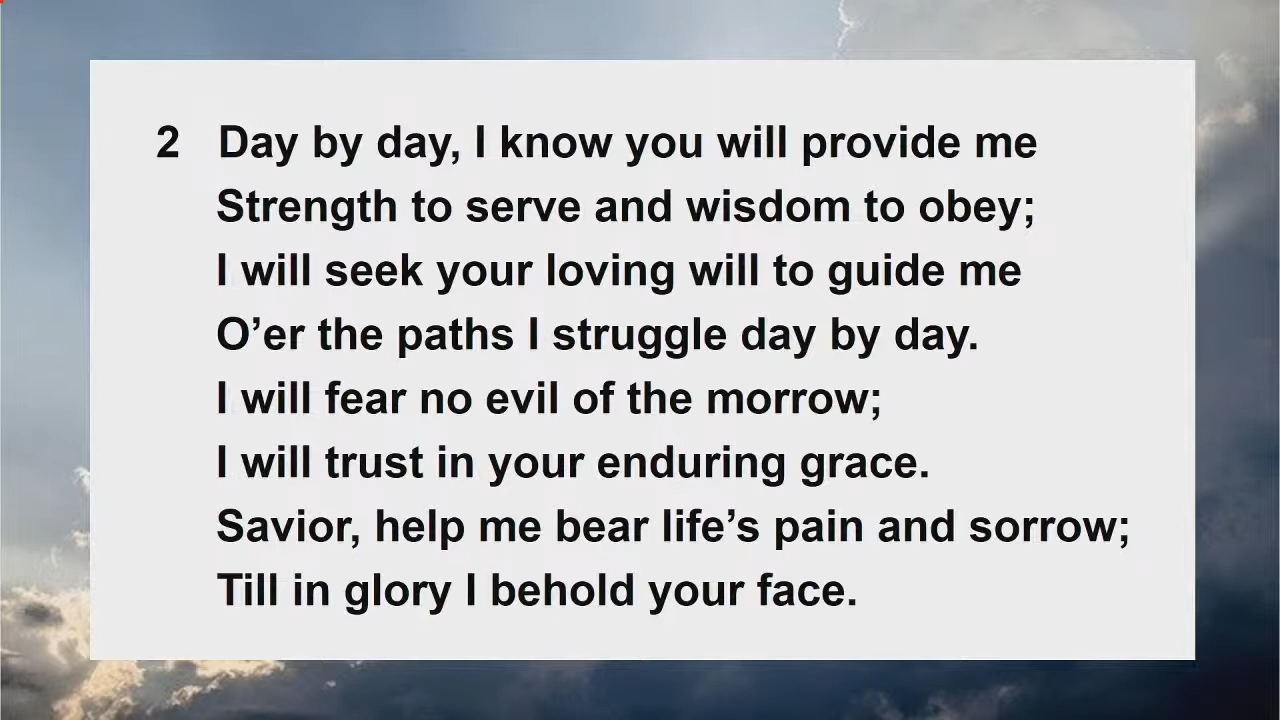 2 Day by day, I know you will provide me
Strength to serve and wisdom to obey;
I will seek your loving will to guide me
O’er the paths I struggle day by day.
I will fear no evil of the morrow;
I will trust in your enduring grace.
Savior, help me bear life’s pain and sorrow;
Till in glory I behold your face.